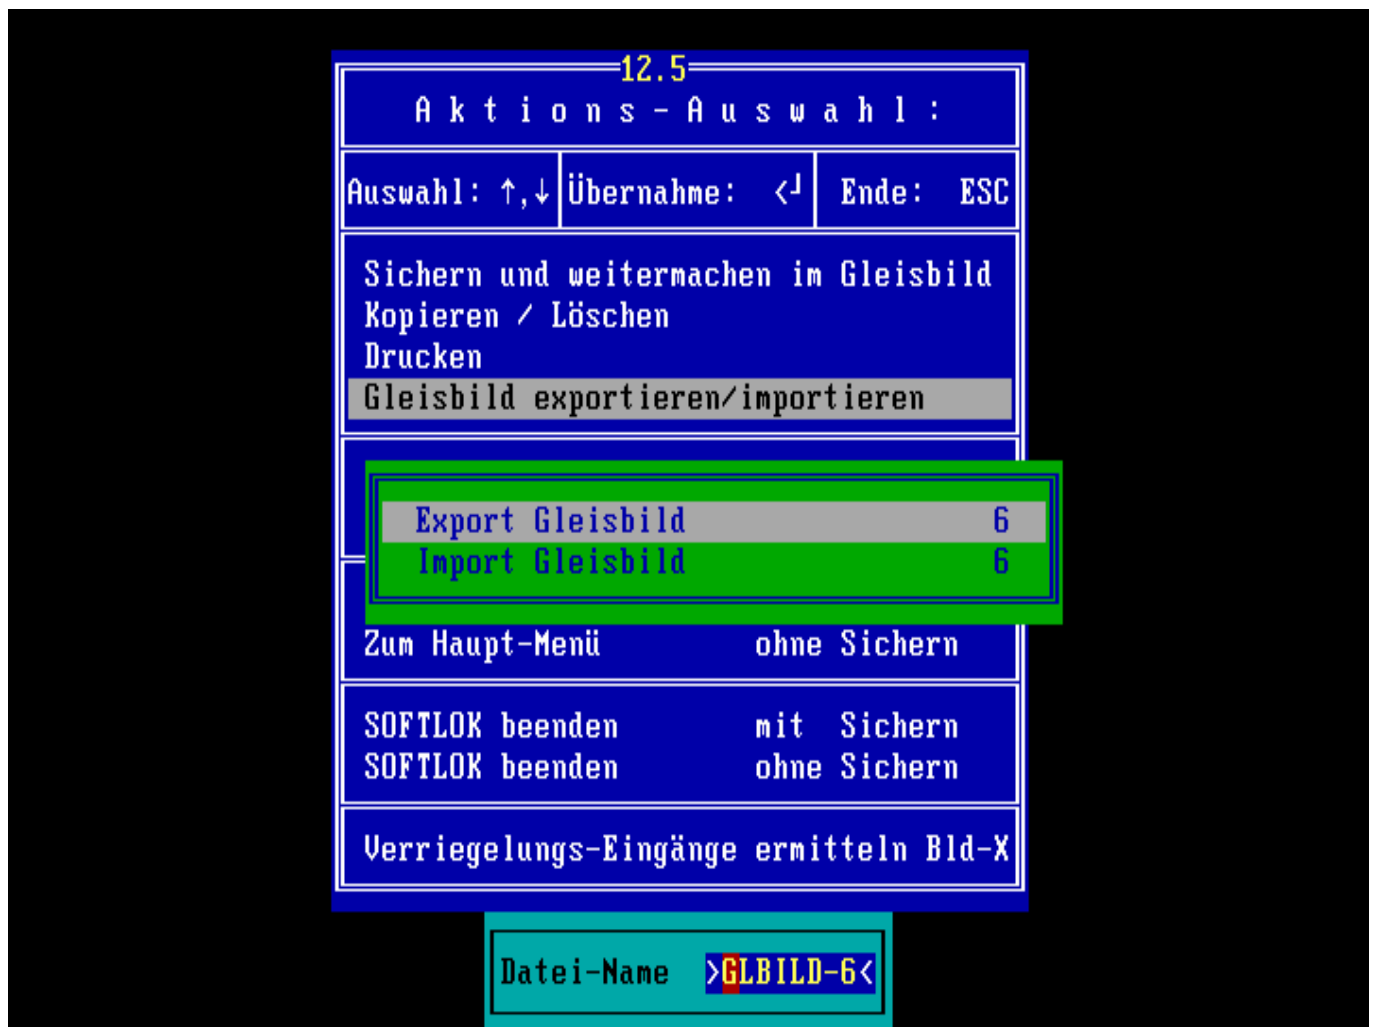 12.5
Aktions-Auswahl:
Auswahl: ↑,↓ Übernahme: <┘ Ende: ESC
Sichern und weitermachen im Gleisbild
Kopieren / Löschen
Drucken
Gleisbild exportieren/importieren
Export Gleisbild 6
Import Gleisbild 6
Zum Haupt-Menü ohne Sichern
SOFTLOK beenden mit Sichern
SOFTLOK beenden ohne Sichern
Verriegelungs-Eingänge ermitteln Bld-X
Datei-Name >GLBILD-6<